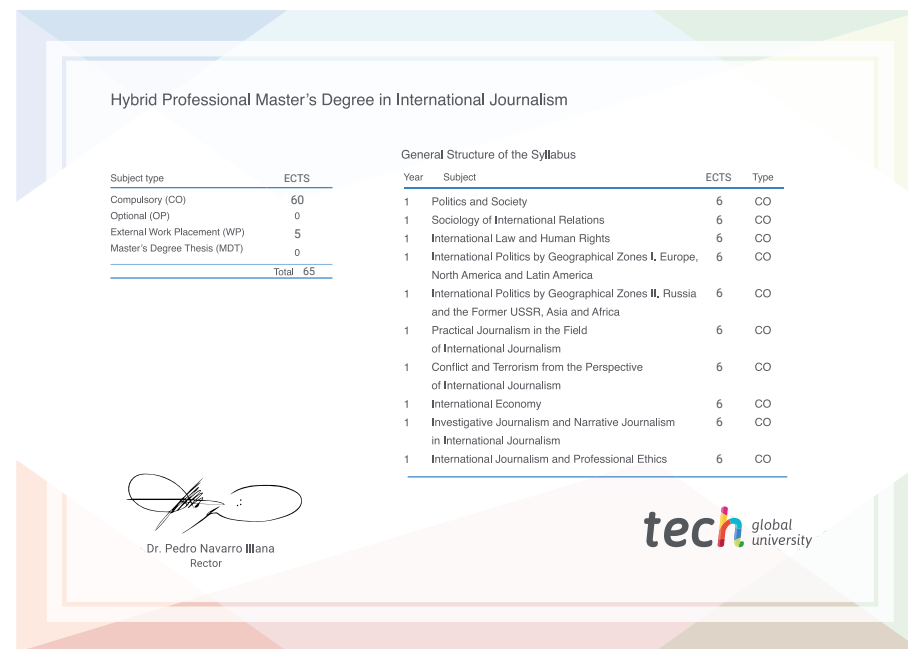 Hybrid Professional Master's Degree in International Journalism
Subject type ECTS
Compulsory (CO) 60
Optional (OP) 0
External Work Placement (WP) 5
Master's Degree Thesis (MDT) 0
Total 65
General Structure of the Syllabus
Year Subject ECTS Type
1 Politics and Society 6 CO
1 Sociology of International Relations 6 CO
1 International Law and Human Rights 6 CO
1 International Politics by Geographical Zones I. Europe, 6 CO
North America and Latin America
1 International Politics by Geographical Zones II. Russia 6 CO
and the Former USSR, Asia and Africa
1 Practical Journalism in the Field 6 CO
of International Journalism
1 Conflict and Terrorism from the Perspective 6 CO
of International Journalism
1 International Economy 6 CO
1 Investigative Journalism and Narrative Journalism 6 CO
in International Journalism
1 International Journalism and Professional Ethics 6 CO
Dr. Pedro Navarro Illana
Rector
tech global
university